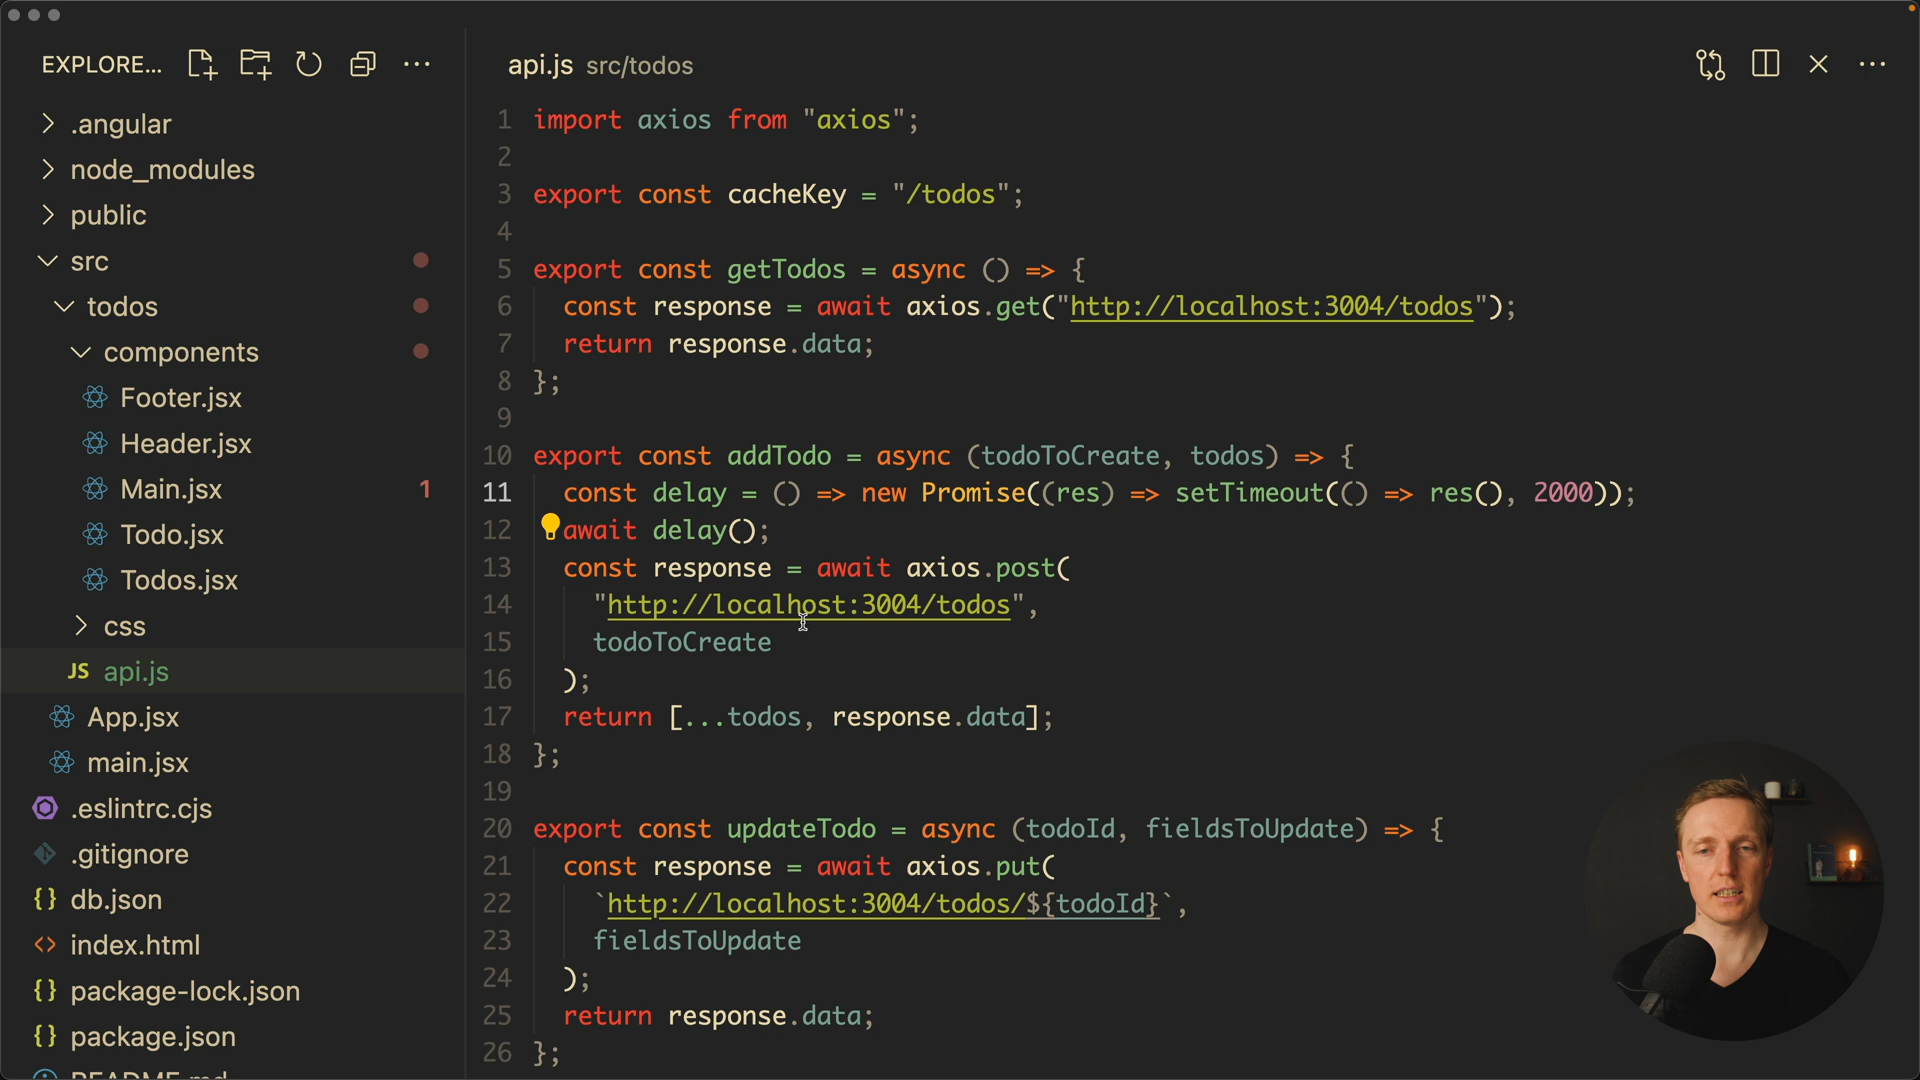 EXPLORE...
.angular
node_modules
public
src
todos
components
Footer.jsx
Header.jsx
Main.jsx 1
Todo.jsx
Todos.jsx
css
JS api.js
App.jsx
main.jsx
.eslintrc.cjs
.gitignore
{} db.json
<> index.html
{} package-lock.json
{} package.json
README.md
api.js src/todos
1 import axios from "axios";
2
3 export const cacheKey = "/todos";
4
5 export const getTodos = async () => {
6 const response = await axios.get("http://localhost:3004/todos");
7 return response.data;
8 };
9
10 export const addTodo = async (todoToCreate, todos) => {
11 const delay = () => new Promise((res) => setTimeout(() => res(), 2000));
12 await delay();
13 const response = await axios.post(
14 "http://localhost:3004/todos",
15 todoToCreate
16 );
17 return [...todos, response.data];
18 };
19
20 export const updateTodo = async (todoId, fieldsToUpdate) => {
21 const response = await axios.put(
22 `http://localhost:3004/todos/${todoId}`,
23 fieldsToUpdate
24 );
25 return response.data;
26 };